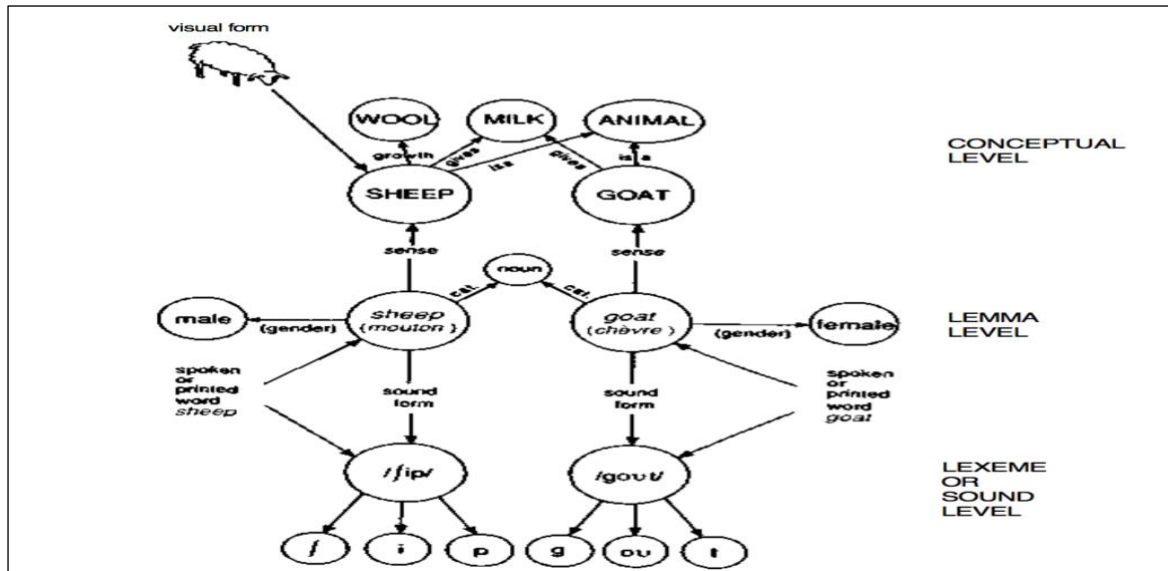 visual form
WOOL
MILK
ANIMAL
CONCEPTUAL
LEVEL
growth
gives
is a
gives
is a
SHEEP
GOAT
sense
sense
noun
cat.
cat.
male
(gender)
sheep
(mouton)
goat
(chèvre)
(gender)
female
LEMMA
LEVEL
spoken
or
printed
word
sheep
sound
form
sound
form
spoken
or
printed
word
goat
/ʃip/
/goʊt/
LEXEME
OR
SOUND
LEVEL
ʃ
i
p
g
oʊ
t